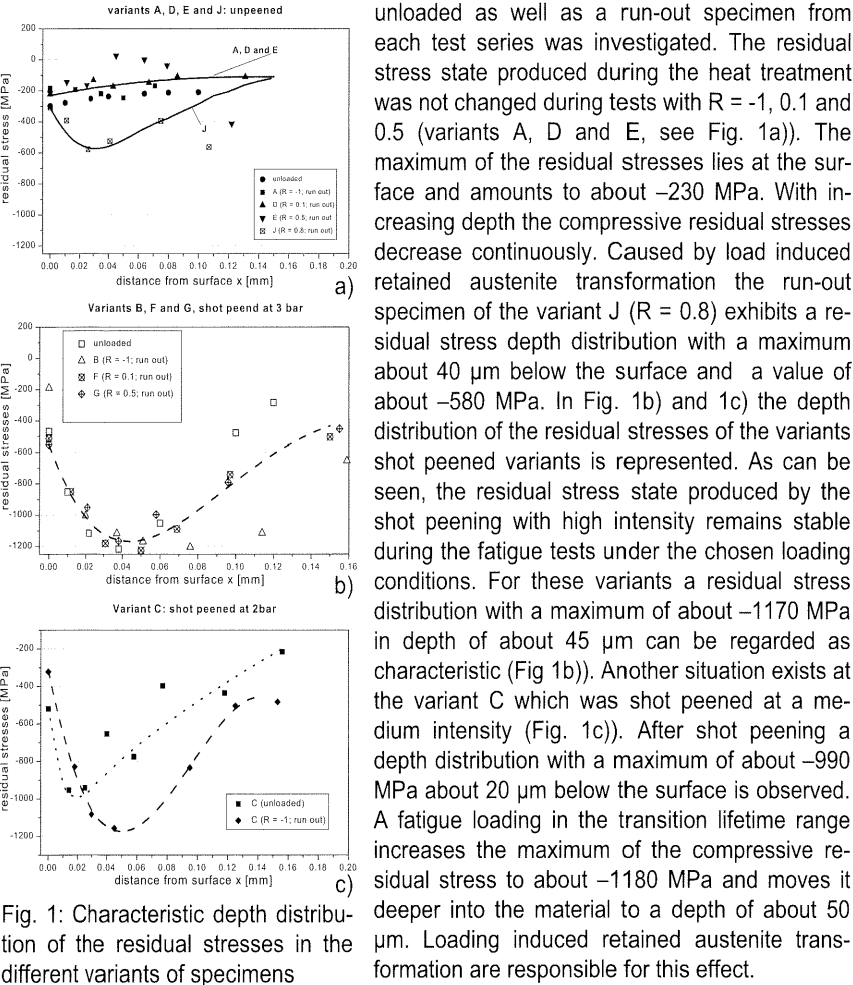 variants A, D, E and J: unpeened
200
0
-200
-400
-600
-800
-1000
-1200
residual stress [MPa]
A, D and E
J
unloaded
A (R = -1; run out)
D (R = 0.1; run out)
E (R = 0.5; run out
J (R = 0.8; run out)
0.00 0.02 0.04 0.06 0.08 0.10 0.12 0.14 0.16 0.18 0.20
distance from surface x [mm]
a)
Variants B, F and G, shot peend at 3 bar
200
0
-200
-400
-600
-800
-1000
-1200
residual stresses [MPa]
unloaded
B (R = -1; run out)
F (R = 0.1; run out)
G (R = 0.5; run out)
0.00 0.02 0.04 0.06 0.08 0.10 0.12 0.14 0.16
distance from surface x [mm]
b)
Variant C: shot peened at 2bar
-200
-400
-600
-800
-1000
-1200
residual stresses [MPa]
C (unloaded)
C (R = -1; run out)
0.00 0.02 0.04 0.06 0.08 0.10 0.12 0.14 0.16 0.18 0.20
distance from surface x [mm]
c)
Fig. 1: Characteristic depth distribu-
tion of the residual stresses in the
different variants of specimens
unloaded as well as a run-out specimen from
each test series was investigated. The residual
stress state produced during the heat treatment
was not changed during tests with R = -1, 0.1 and
0.5 (variants A, D and E, see Fig. 1a)). The
maximum of the residual stresses lies at the sur-
face and amounts to about –230 MPa. With in-
creasing depth the compressive residual stresses
decrease continuously. Caused by load induced
retained austenite transformation the run-out
specimen of the variant J (R = 0.8) exhibits a re-
sidual stress depth distribution with a maximum
about 40 µm below the surface and a value of
about –580 MPa. In Fig. 1b) and 1c) the depth
distribution of the residual stresses of the variants
shot peened variants is represented. As can be
seen, the residual stress state produced by the
shot peening with high intensity remains stable
during the fatigue tests under the chosen loading
conditions. For these variants a residual stress
distribution with a maximum of about –1170 MPa
in depth of about 45 µm can be regarded as
characteristic (Fig 1b)). Another situation exists at
the variant C which was shot peened at a me-
dium intensity (Fig. 1c)). After shot peening a
depth distribution with a maximum of about –990
MPa about 20 µm below the surface is observed.
A fatigue loading in the transition lifetime range
increases the maximum of the compressive re-
sidual stress to about –1180 MPa and moves it
deeper into the material to a depth of about 50
µm. Loading induced retained austenite trans-
formation are responsible for this effect.